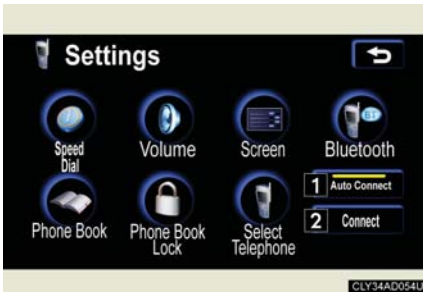 Settings
Speed
Dial
Volume
Screen
BT
Bluetooth
1 Auto Connect
Phone Book
Phone Book
Lock
Select
Telephone
2 Connect
CLY34AD054U